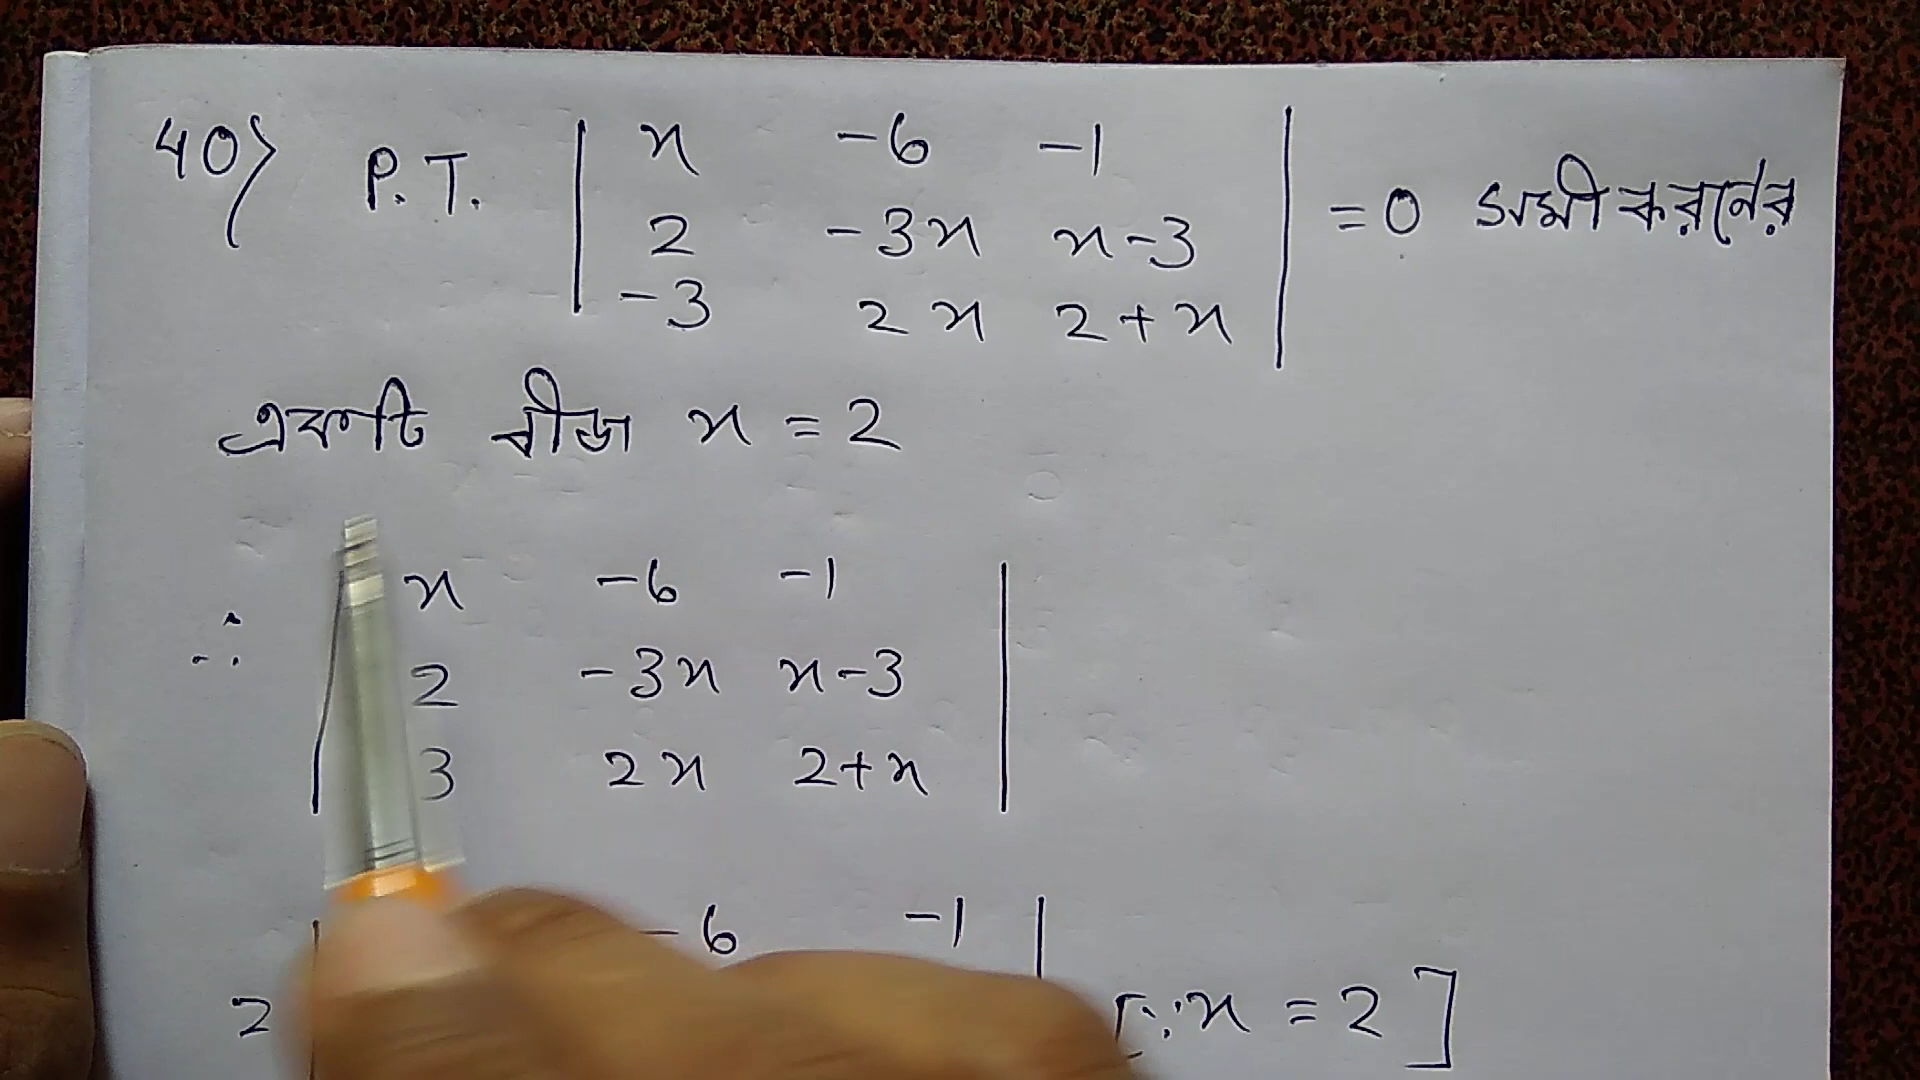 40) P.T. | x -6 -1 |
| 2 -3x x-3 | = 0 সমীকরনের
| -3 2x 2+x |
একটি বীজ x = 2
| x -6 -1 |
∴ | 2 -3x x-3 |
| 3 2x 2+x |
| -6 -1 |
2 [∵ x = 2]